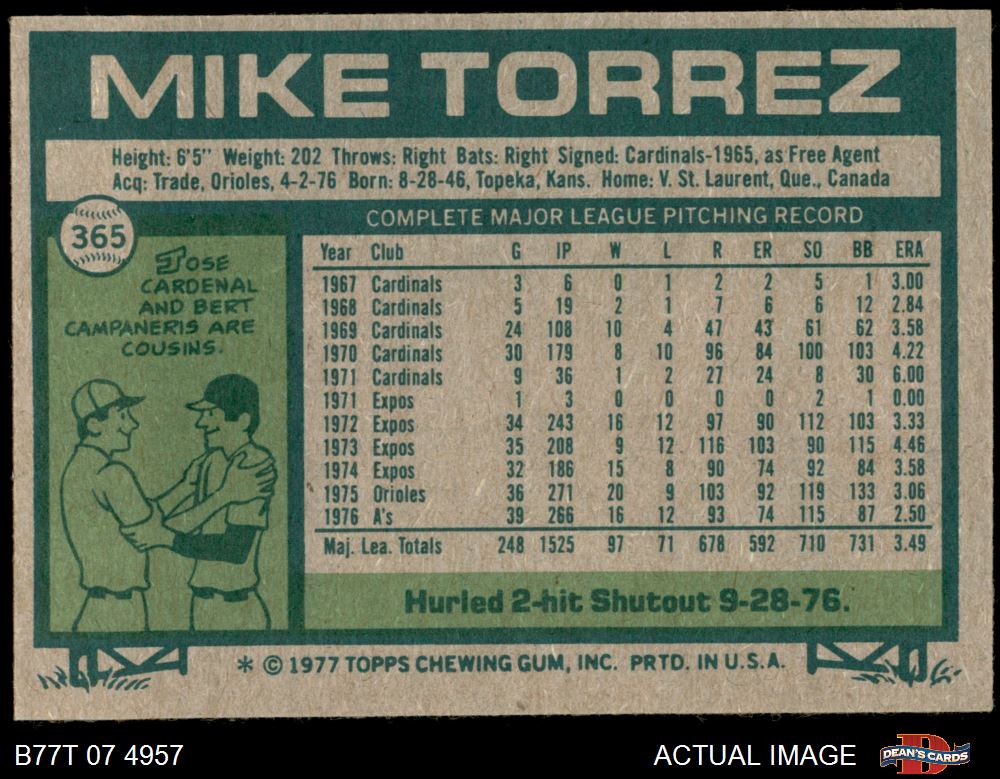 MIKE TORREZ
Height: 6'5" Weight: 202 Throws: Right Bats: Right Signed: Cardinals-1965, as Free Agent
Acq: Trade, Orioles, 4-2-76 Born: 8-28-46, Topeka, Kans. Home: V. St. Laurent, Que., Canada
365
JOSE
CARDENAL
AND BERT
CAMPANERIS ARE
COUSINS.
COMPLETE MAJOR LEAGUE PITCHING RECORD
Year Club G IP W L R ER SO BB ERA
1967 Cardinals 3 6 0 1 2 2 5 1 3.00
1968 Cardinals 5 19 2 1 7 6 6 12 2.84
1969 Cardinals 24 108 10 4 47 43 61 62 3.58
1970 Cardinals 30 179 8 10 96 84 100 103 4.22
1971 Cardinals 9 36 1 2 27 24 8 30 6.00
1971 Expos 1 3 0 0 0 0 2 1 0.00
1972 Expos 34 243 16 12 97 90 112 103 3.33
1973 Expos 35 208 9 12 116 103 90 115 4.46
1974 Expos 32 186 15 8 90 74 92 84 3.58
1975 Orioles 36 271 20 9 103 92 119 133 3.06
1976 A's 39 266 16 12 93 74 115 87 2.50
Maj. Lea. Totals 248 1525 97 71 678 592 710 731 3.49
Hurled 2-hit Shutout 9-28-76.
* © 1977 TOPPS CHEWING GUM, INC. PRTD. IN U.S.A.
B77T 07 4957 ACTUAL IMAGE DEAN'S CARDS